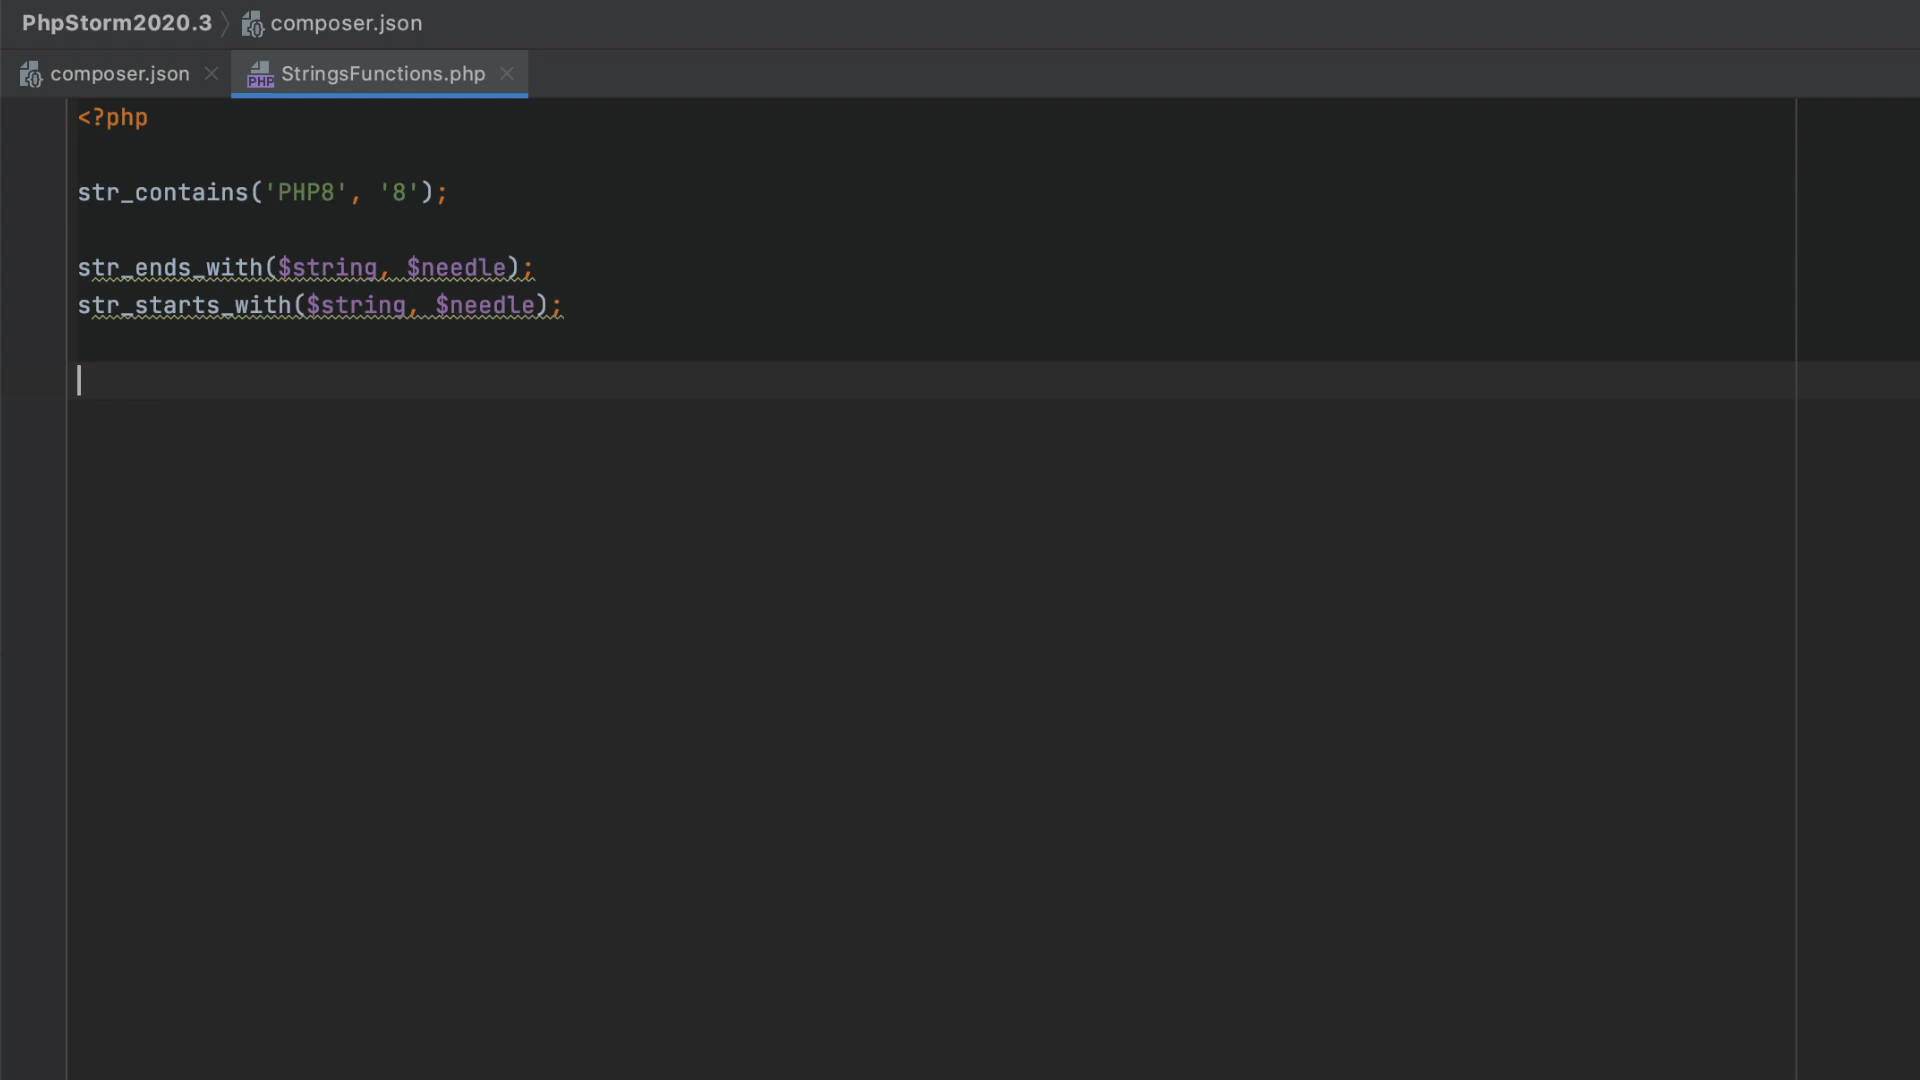 PhpStorm2020.3 composer.json
composer.json StringsFunctions.php
<?php
str_contains('PHP8', '8');
str_ends_with($string, $needle);
str_starts_with($string, $needle);